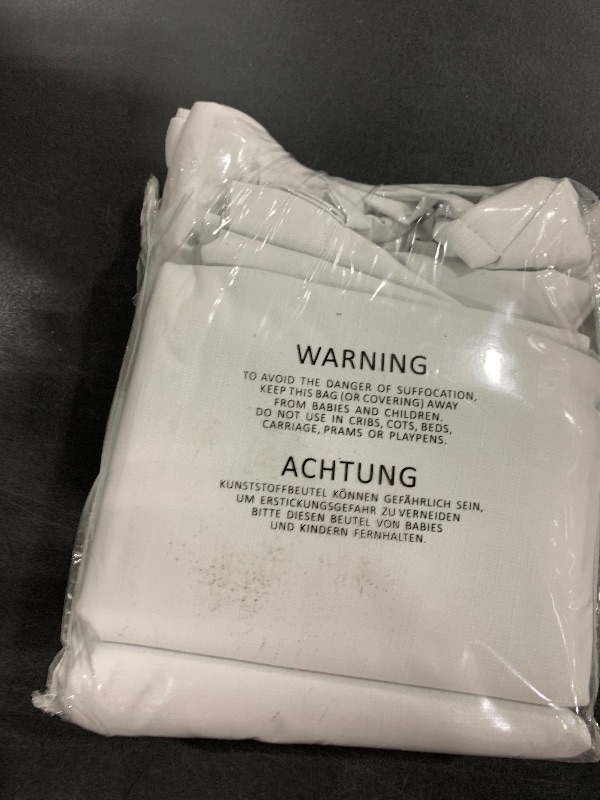 WARNING
TO AVOID THE DANGER OF SUFFOCATION,
KEEP THIS BAG (OR COVERING) AWAY
FROM BABIES AND CHILDREN.
DO NOT USE IN CRIBS, COTS, BEDS,
CARRIAGE, PRAMS OR PLAYPENS.
ACHTUNG
KUNSTSTOFFBEUTEL KÖNNEN GEFÄHRLICH SEIN,
UM ERSTICKUNGSGEFAHR ZU VERNEIDEN
BITTE DIESEN BEUTEL VON BABIES
UND KINDERN FERNHALTEN.